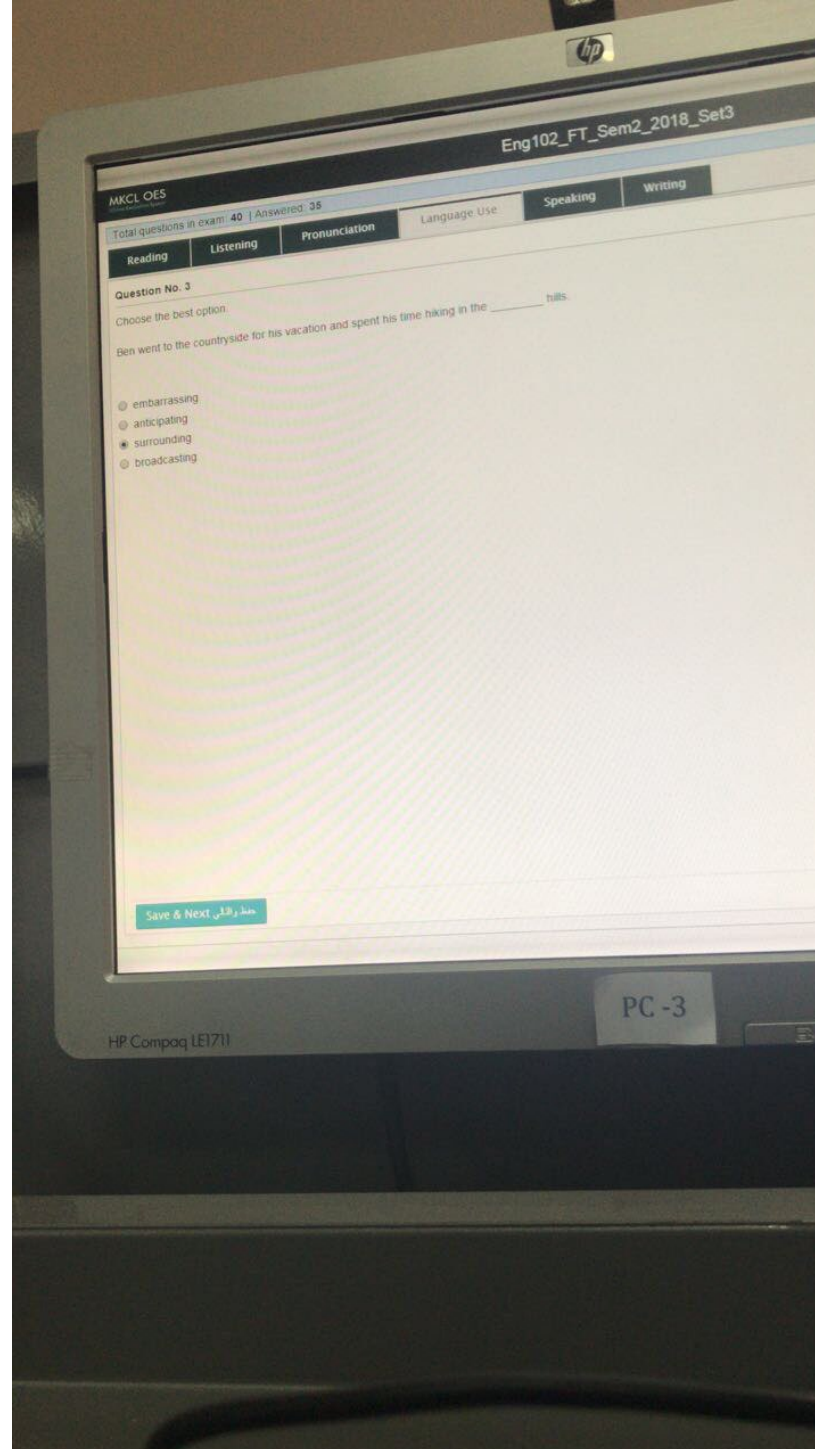 hp
Eng102_FT_Sem2_2018_Set3
MKCL OES
Total questions in exam: 40 | Answered: 35
Reading Listening Pronunciation Language Use Speaking Writing
Question No. 3
Choose the best option.
Ben went to the countryside for his vacation and spent his time hiking in the ________ hills.
embarrassing
anticipating
surrounding
broadcasting
Save & Next حفظ والتالي
PC -3
HP Compaq LE1711